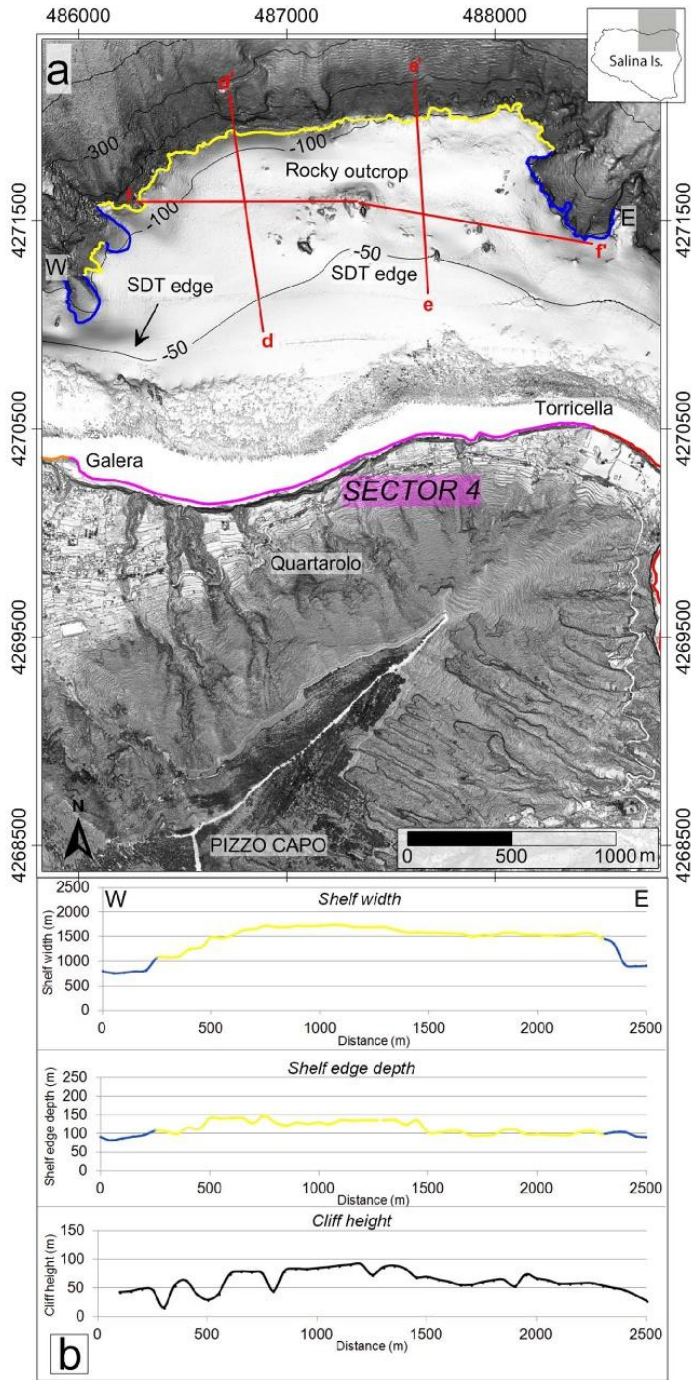 486000
487000
488000
a
Salina Is.
d'
e'
-300
-100
-100
Rocky outcrop
4271500
4271500
f
E
f'
W
SDT edge
-50
SDT edge
e
-50
d
Torricella
4270500
4270500
Galera
SECTOR 4
Quartarolo
4269500
4269500
N
PIZZO CAPO
4268500
4268500
0
500
1000 m
W
Shelf width
E
Shelf width (m)
2500
2000
1500
1000
500
0
0
500
1000
1500
2000
2500
Distance (m)
Shelf edge depth
Shelf edge depth (m)
250
200
150
100
50
0
0
500
1000
1500
2000
2500
Distance (m)
Cliff height
Cliff height (m)
150
100
50
0
0
500
1000
1500
2000
2500
Distance (m)
b